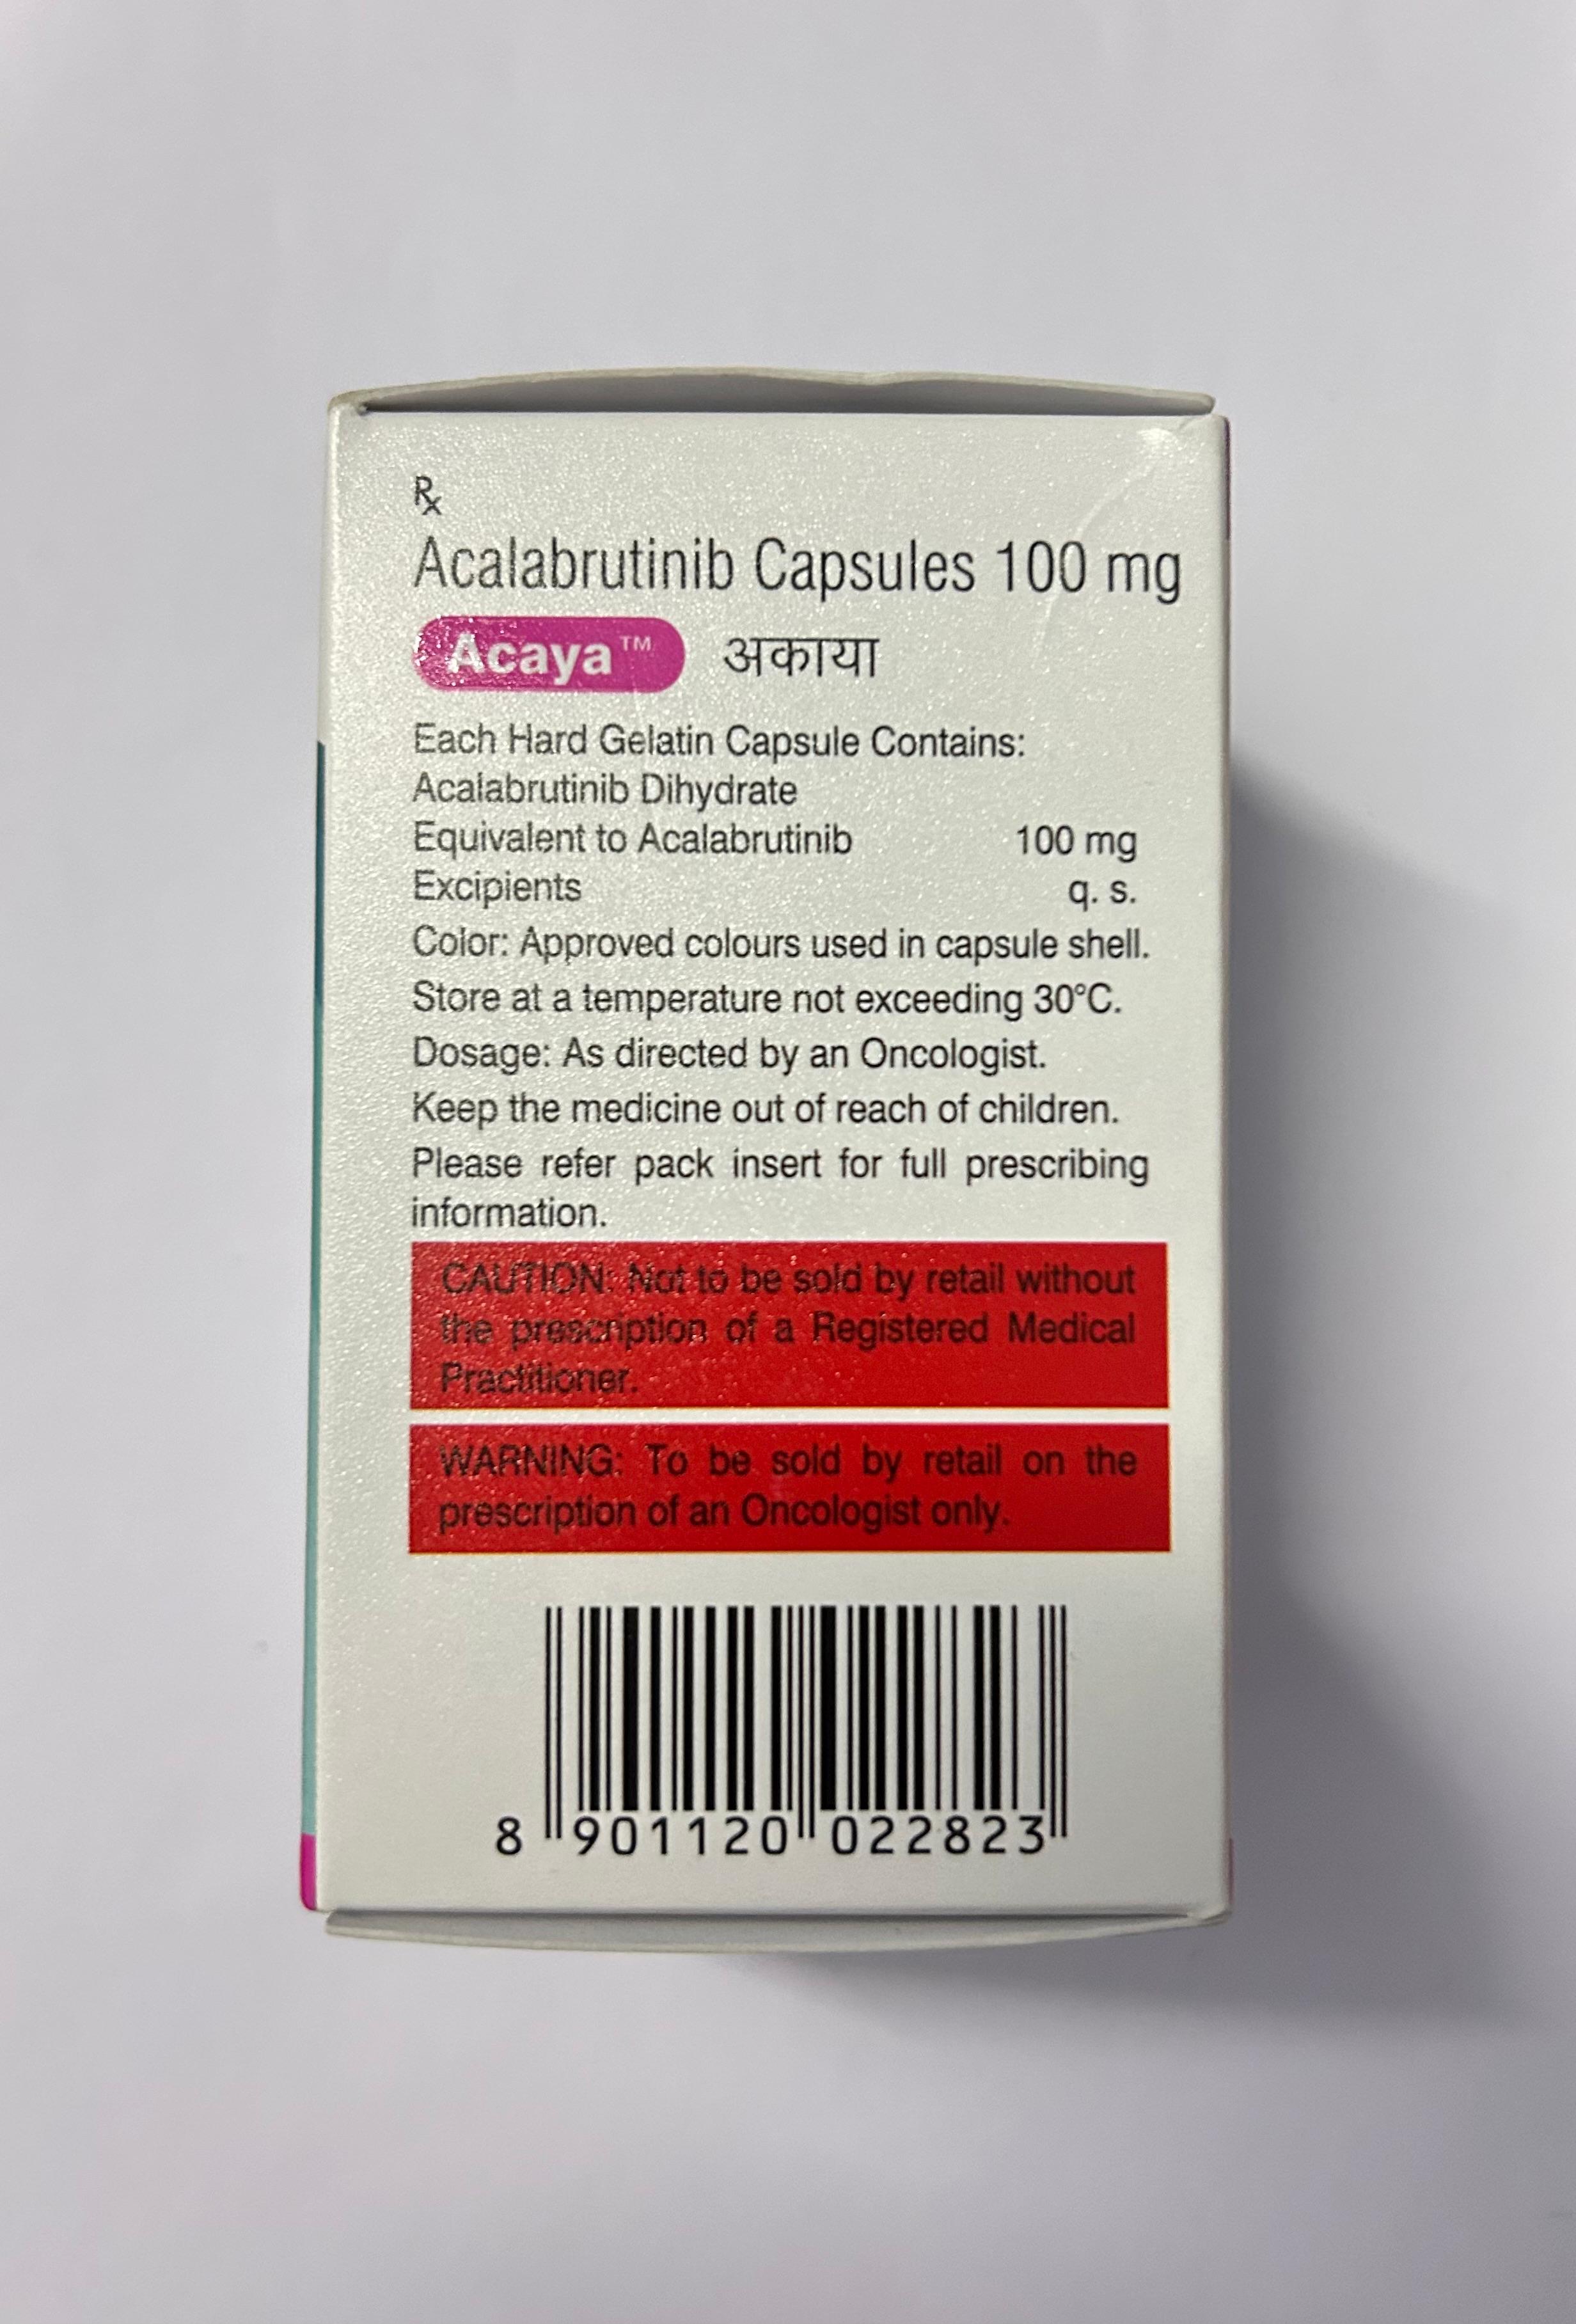 Rx
Acalabrutinib Capsules 100 mg
Acaya™ अकाया
Each Hard Gelatin Capsule Contains:
Acalabrutinib Dihydrate
Equivalent to Acalabrutinib 100 mg
Excipients q. s.
Color: Approved colours used in capsule shell.
Store at a temperature not exceeding 30°C.
Dosage: As directed by an Oncologist.
Keep the medicine out of reach of children.
Please refer pack insert for full prescribing
information.
CAUTION: Not to be sold by retail without
the prescription of a Registered Medical
Practitioner.
WARNING: To be sold by retail on the
prescription of an Oncologist only.
8 901120 022823